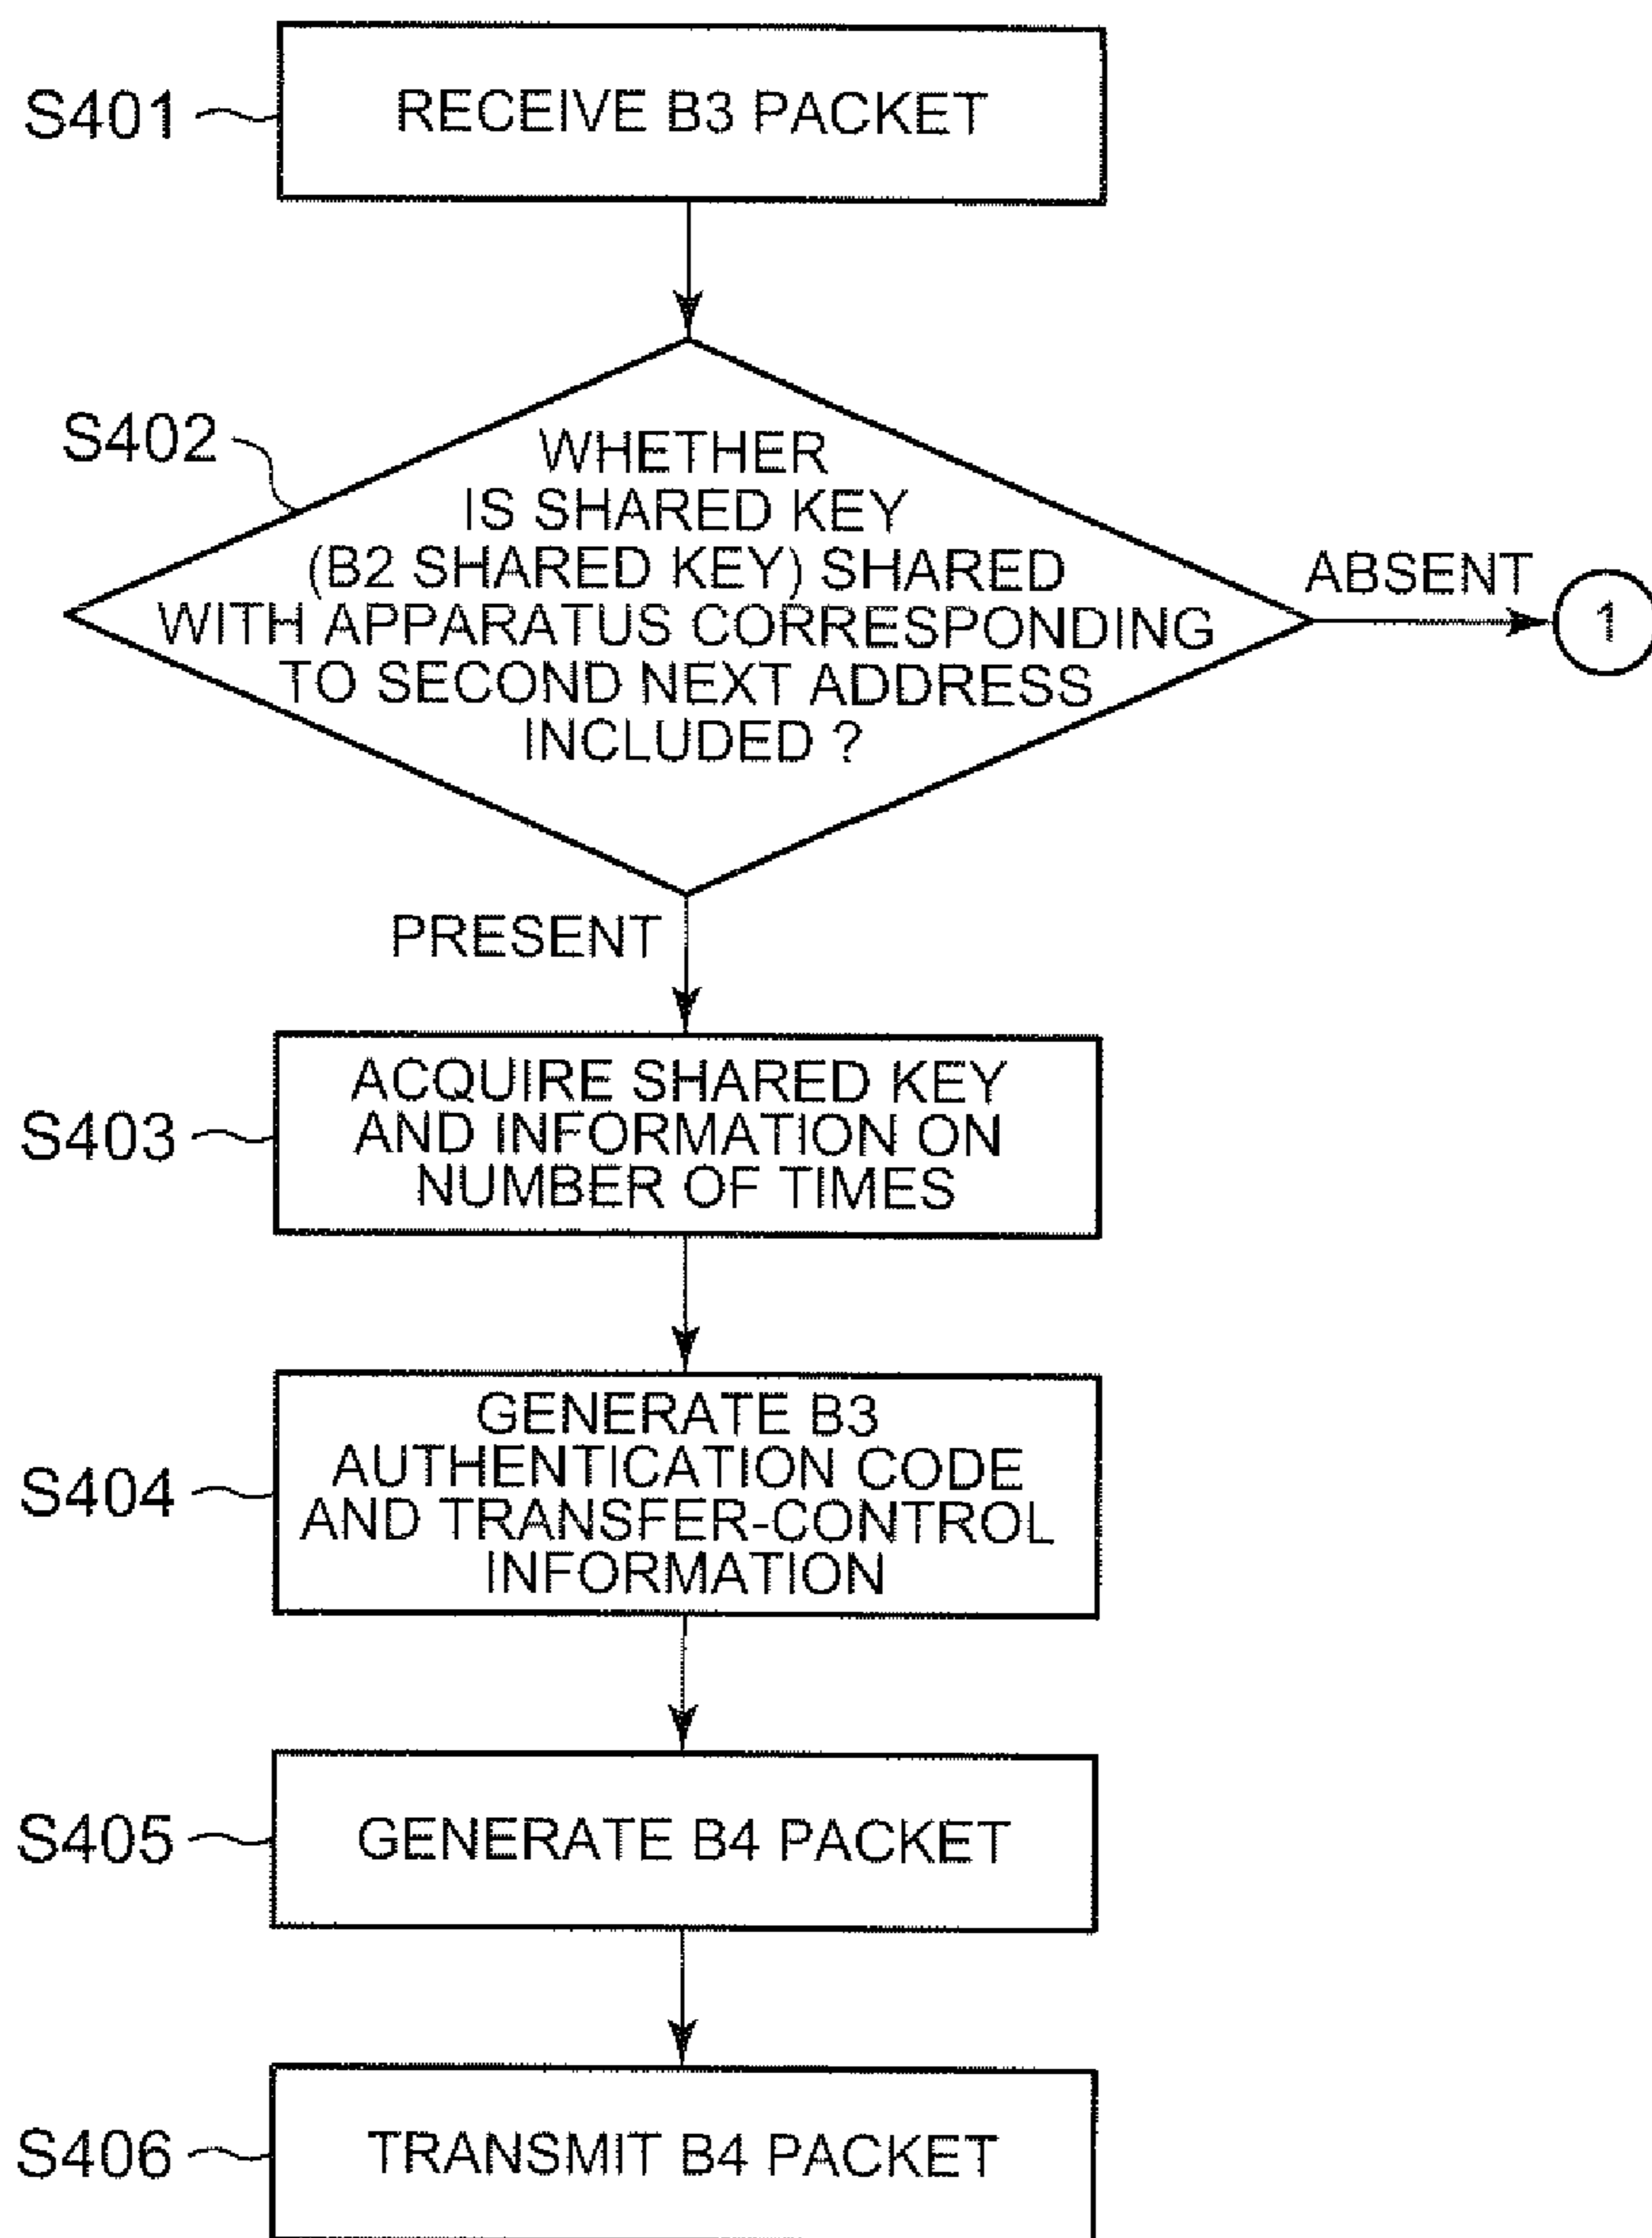 S401
RECEIVE B3 PACKET
S402
WHETHER
IS SHARED KEY
(B2 SHARED KEY) SHARED
WITH APPARATUS CORRESPONDING
TO SECOND NEXT ADDRESS
INCLUDED ?
ABSENT
1
PRESENT
S403
ACQUIRE SHARED KEY
AND INFORMATION ON
NUMBER OF TIMES
S404
GENERATE B3
AUTHENTICATION CODE
AND TRANSFER-CONTROL
INFORMATION
S405
GENERATE B4 PACKET
S406
TRANSMIT B4 PACKET